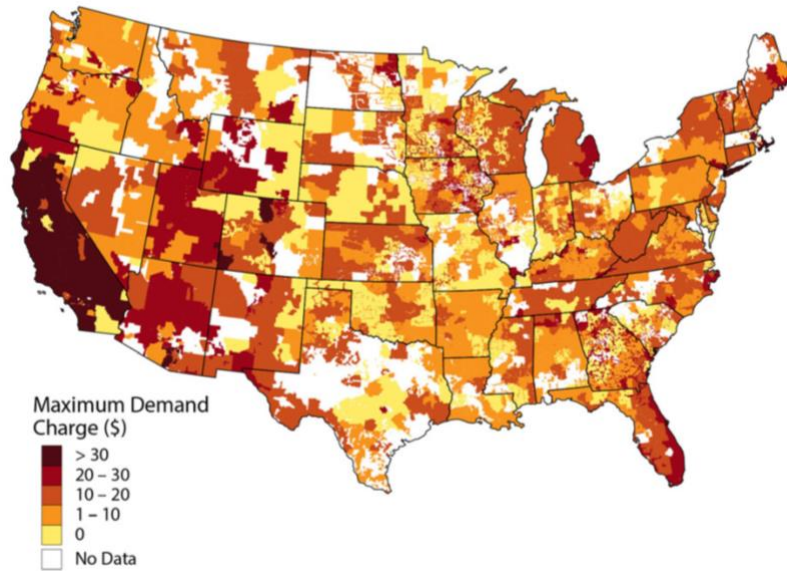 Maximum Demand
Charge ($)
> 30
20 – 30
10 – 20
1 – 10
0
No Data